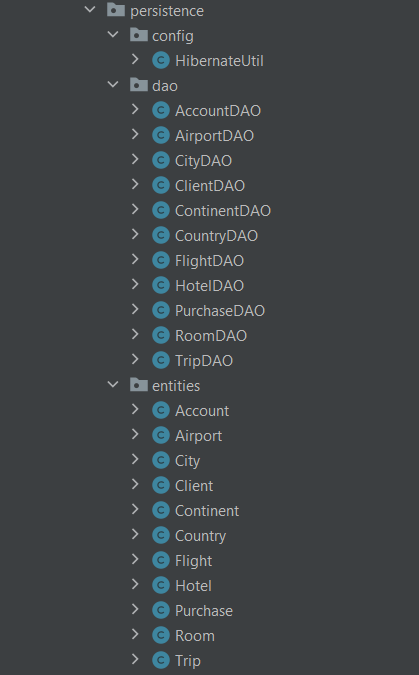 persistence
config
HibernateUtil
dao
AccountDAO
AirportDAO
CityDAO
ClientDAO
ContinentDAO
CountryDAO
FlightDAO
HotelDAO
PurchaseDAO
RoomDAO
TripDAO
entities
Account
Airport
City
Client
Continent
Country
Flight
Hotel
Purchase
Room
Trip